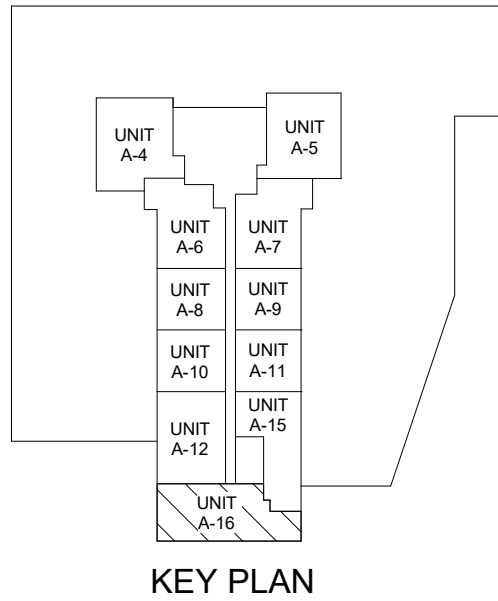 UNIT
A-4
UNIT
A-5
UNIT
A-6
UNIT
A-7
UNIT
A-8
UNIT
A-9
UNIT
A-10
UNIT
A-11
UNIT
A-12
UNIT
A-15
UNIT
A-16
KEY PLAN